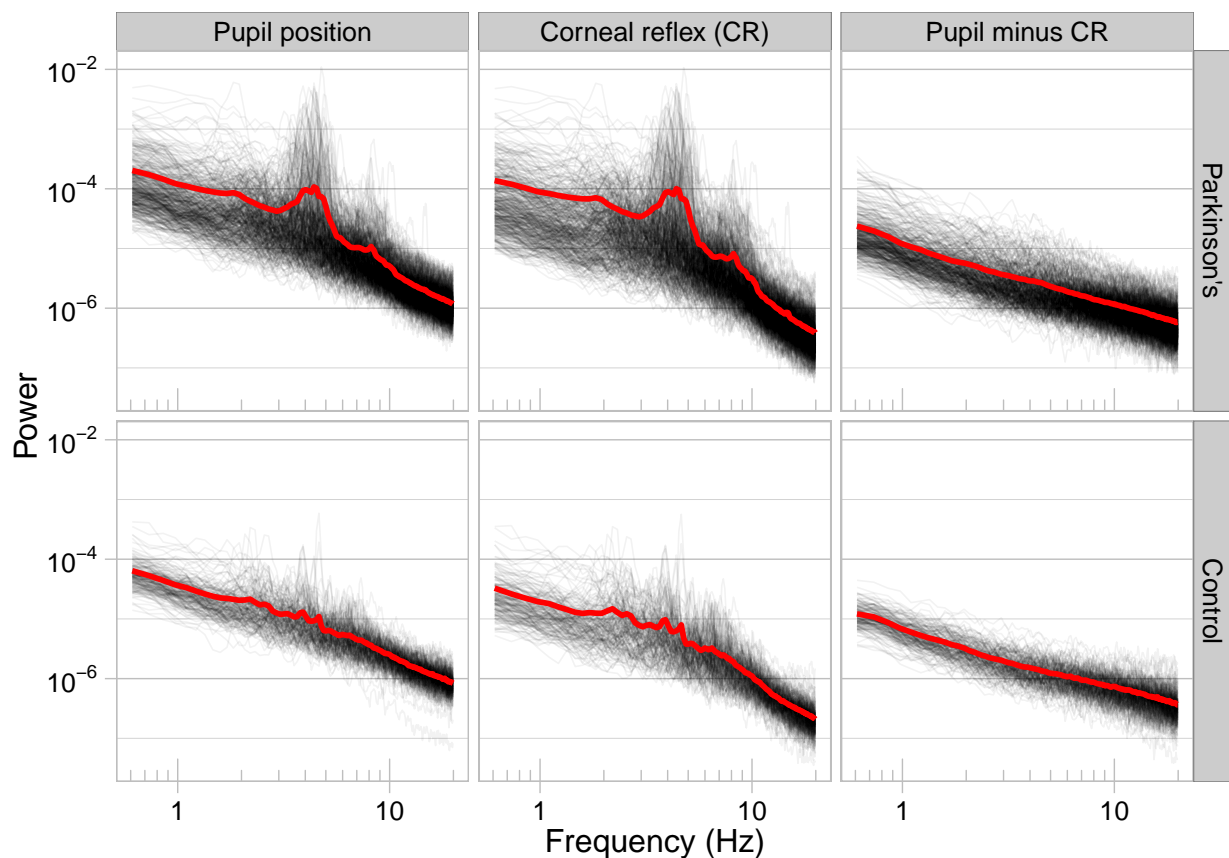 Pupil position
Corneal reflex (CR)
Pupil minus CR
10⁻²
10⁻⁴
10⁻⁶
Parkinson's
Power
10⁻²
10⁻⁴
10⁻⁶
Control
1 10
1 10
1 10
Frequency (Hz)